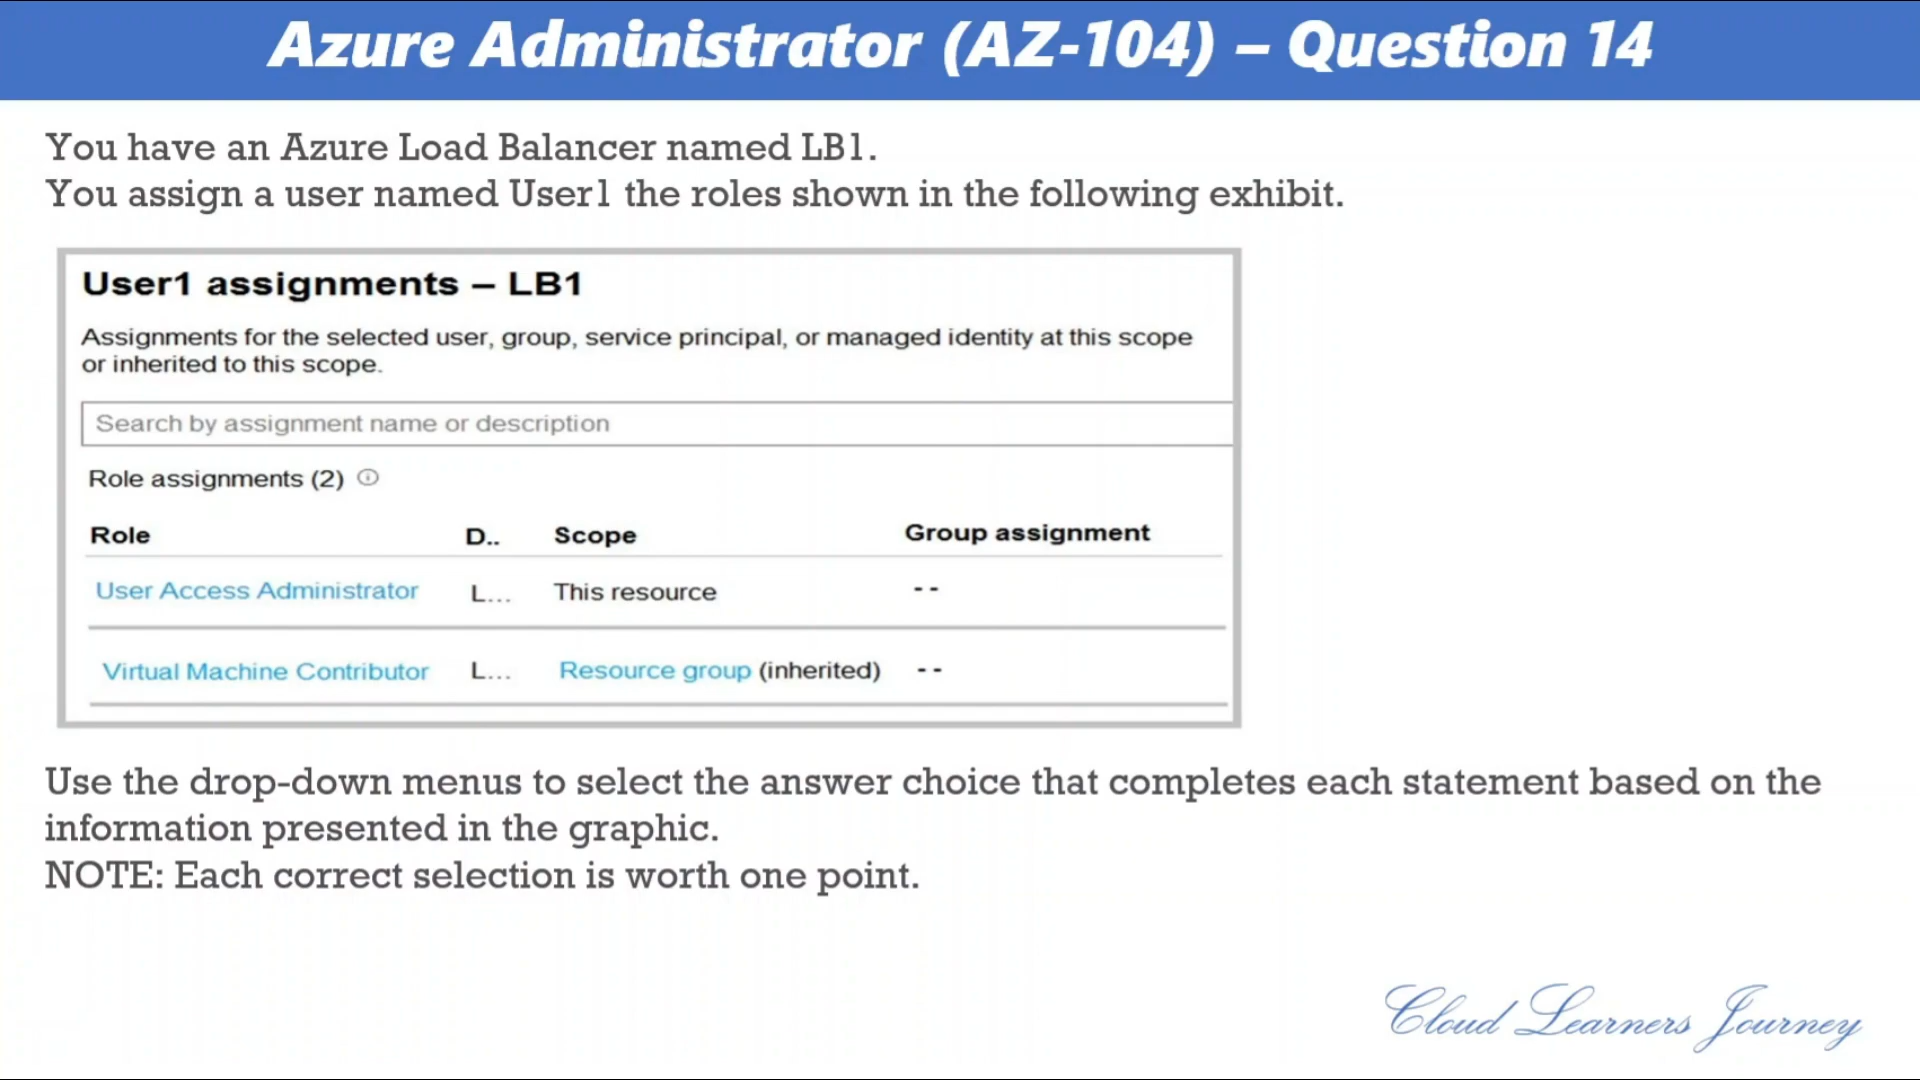 Azure Administrator (AZ-104) – Question 14
You have an Azure Load Balancer named LB1.
You assign a user named User1 the roles shown in the following exhibit.
User1 assignments – LB1
Assignments for the selected user, group, service principal, or managed identity at this scope
or inherited to this scope.
Search by assignment name or description
Role assignments (2)
Role D.. Scope Group assignment
User Access Administrator L... This resource --
Virtual Machine Contributor L... Resource group (inherited) --
Use the drop-down menus to select the answer choice that completes each statement based on the
information presented in the graphic.
NOTE: Each correct selection is worth one point.
Cloud Learners Journey